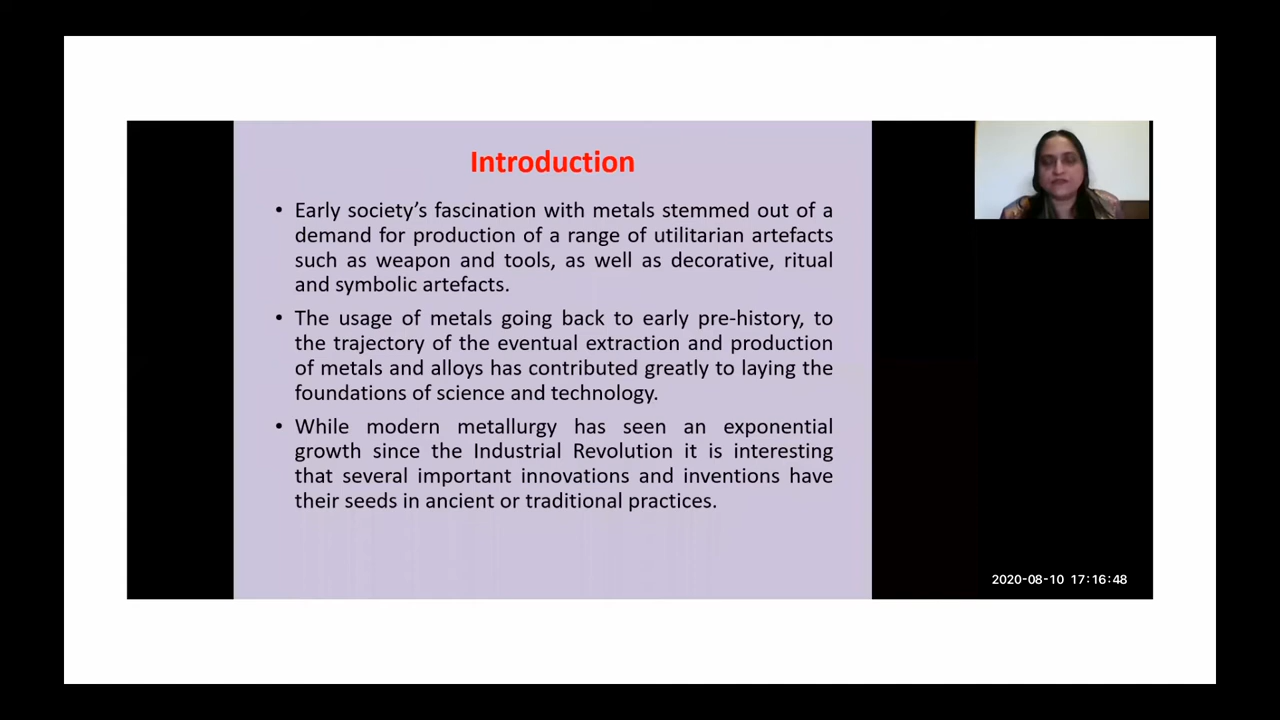 Introduction
• Early society's fascination with metals stemmed out of a
demand for production of a range of utilitarian artefacts
such as weapon and tools, as well as decorative, ritual
and symbolic artefacts.
• The usage of metals going back to early pre-history, to
the trajectory of the eventual extraction and production
of metals and alloys has contributed greatly to laying the
foundations of science and technology.
• While modern metallurgy has seen an exponential
growth since the Industrial Revolution it is interesting
that several important innovations and inventions have
their seeds in ancient or traditional practices.
2020-08-10 17:16:48